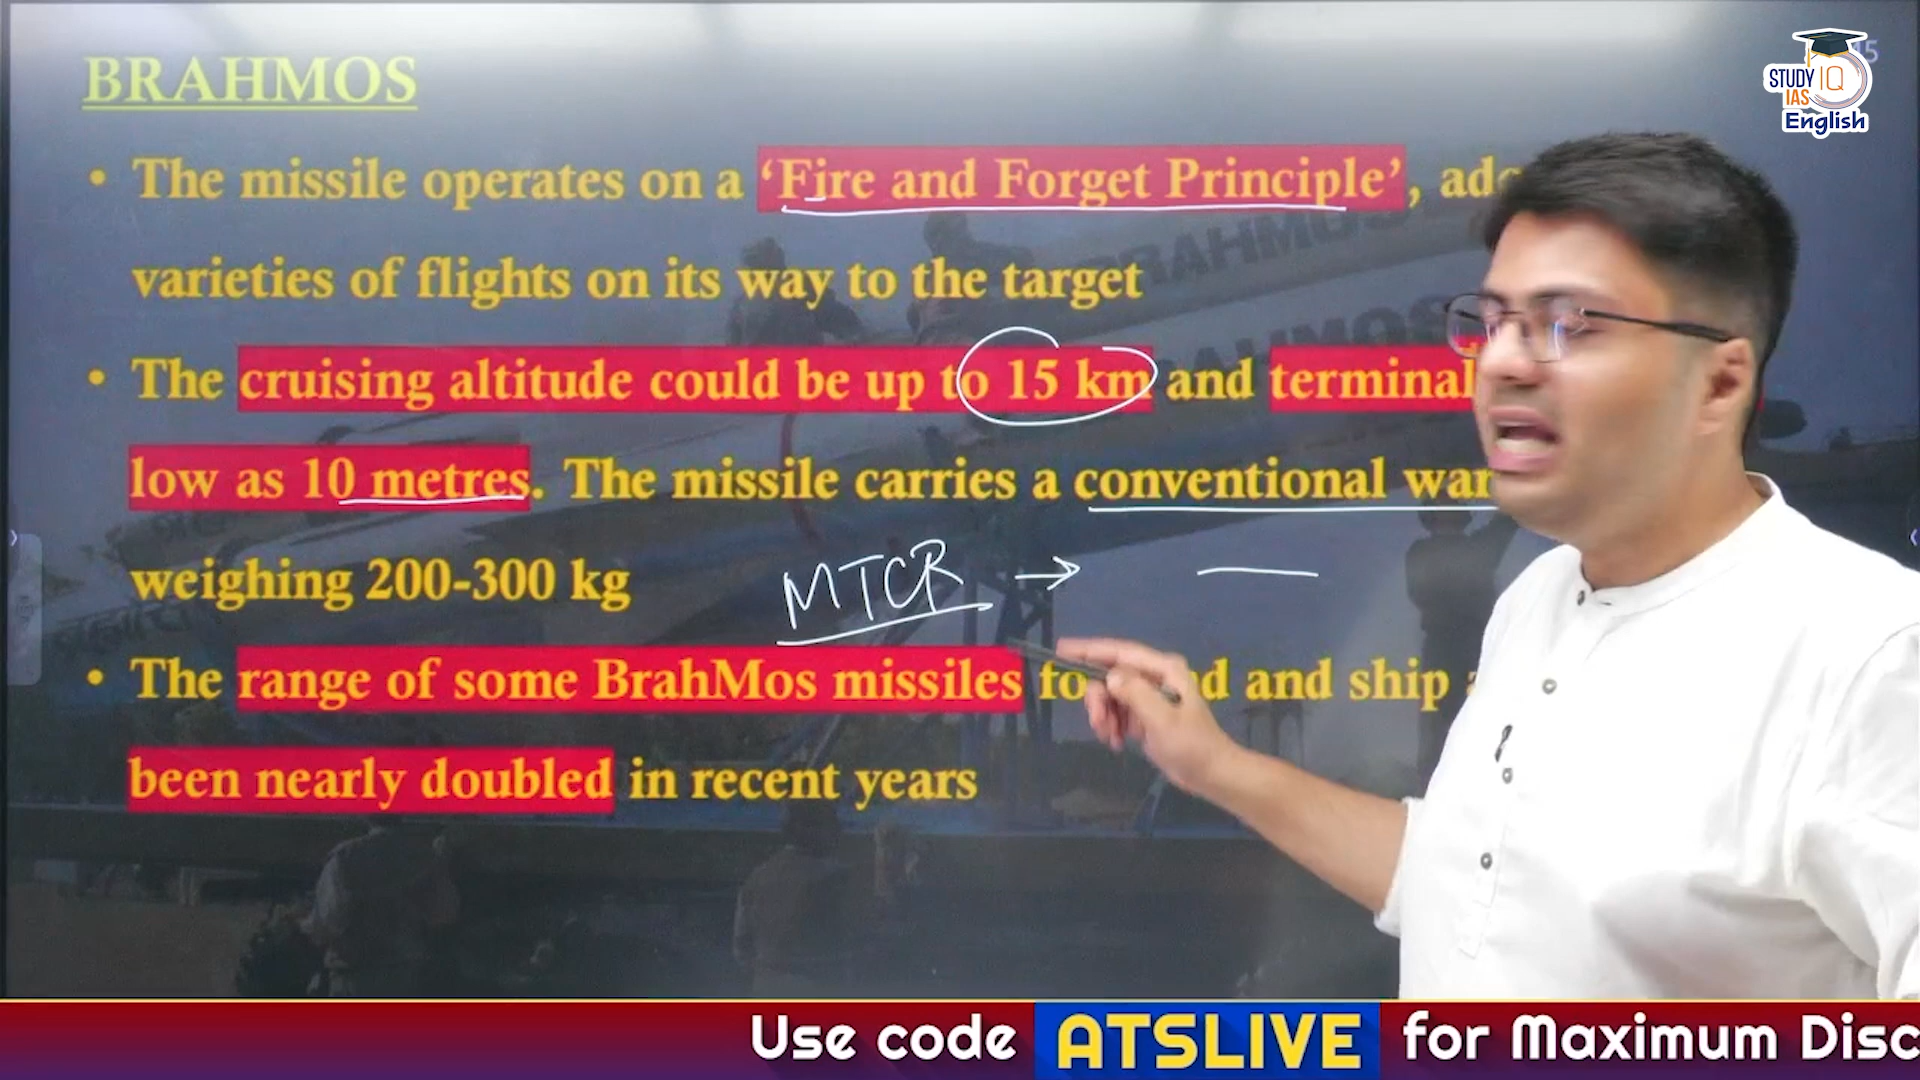 BRAHMOS
15
STUDY IQ
IAS
English
• The missile operates on a ‘Fire and Forget Principle’,
varieties of flights on its way to the target
• The cruising altitude could be up to 15 km and terminal
low as 10 metres. The missile carries a conventional
weighing 200-300 kg
MTCR →
• The range of some BrahMos missiles and ship
been nearly doubled in recent years
Use code ATSLIVE for Maximum Disc